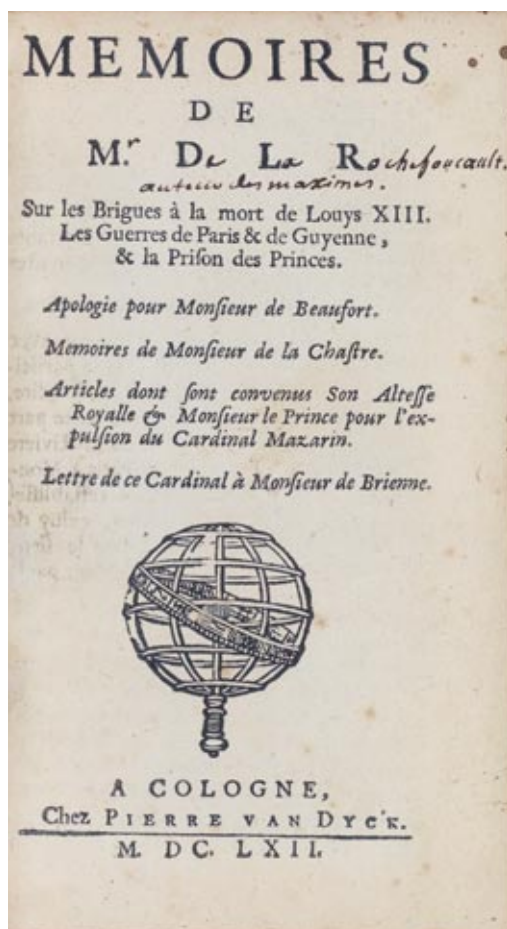 MEMOIRES
DE
M.r De La Rochefoucault.
auteur des maximes.
Sur les Brigues à la mort de Louys XIII.
Les Guerres de Paris & de Guyenne,
& la Priſon des Princes.
Apologie pour Monſieur de Beaufort.
Memoires de Monſieur de la Chaſtre.
Articles dont ſont convenus Son Alteſſe
Royalle & Monſieur le Prince pour l'ex-
pulſion du Cardinal Mazarin.
Lettre de ce Cardinal à Monſieur de Brienne.
A COLOGNE,
Chez PIERRE VAN DYCK.
M. DC. LXII.